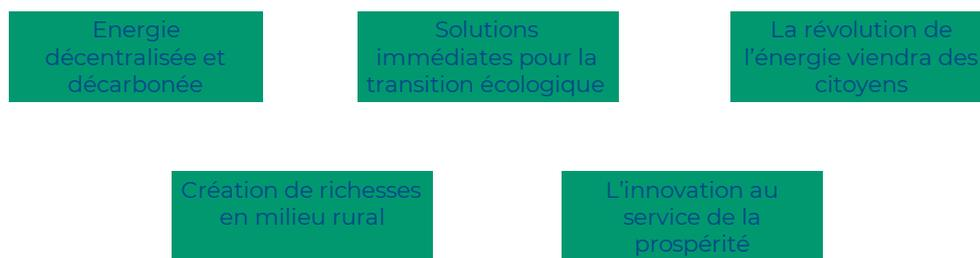 Energie
décentralisée et
décarbonée
Solutions
immédiates pour la
transition écologique
La révolution de
l’énergie viendra des
citoyens
Création de richesses
en milieu rural
L’innovation au
service de la
prospérité